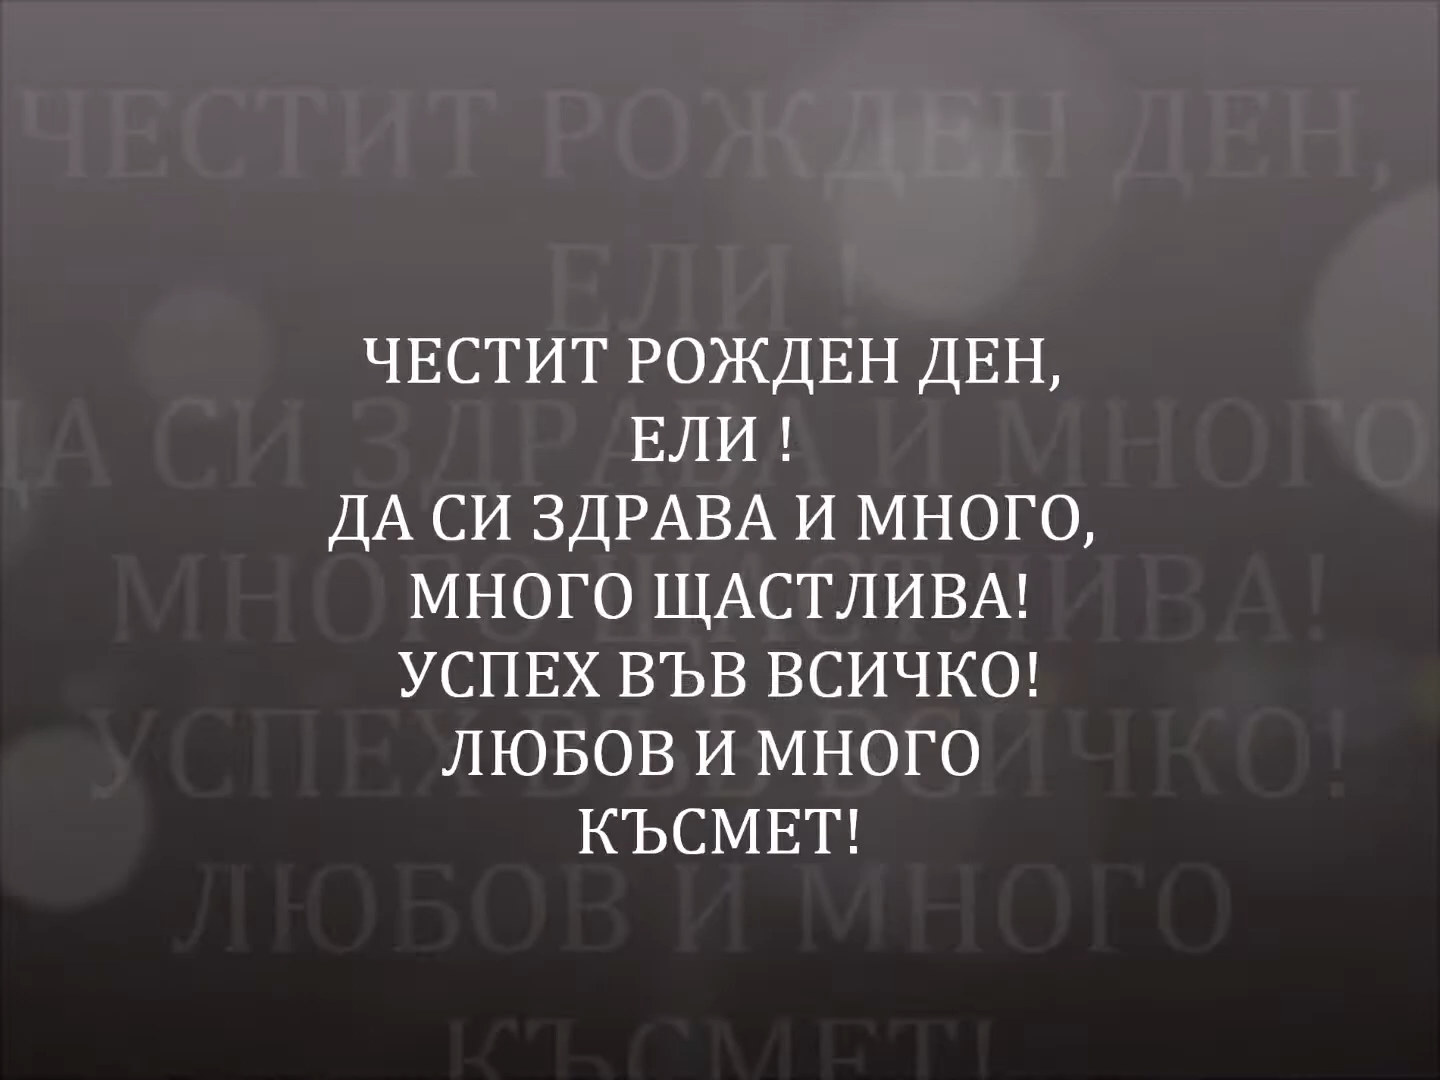 ЧЕСТИТ РОЖДЕН ДЕН,
ЕЛИ !
ДА СИ ЗДРАВА И МНОГО,
МНОГО ЩАСТЛИВА!
УСПЕХ ВЪВ ВСИЧКО!
ЛЮБОВ И МНОГО
КЪСМЕТ!